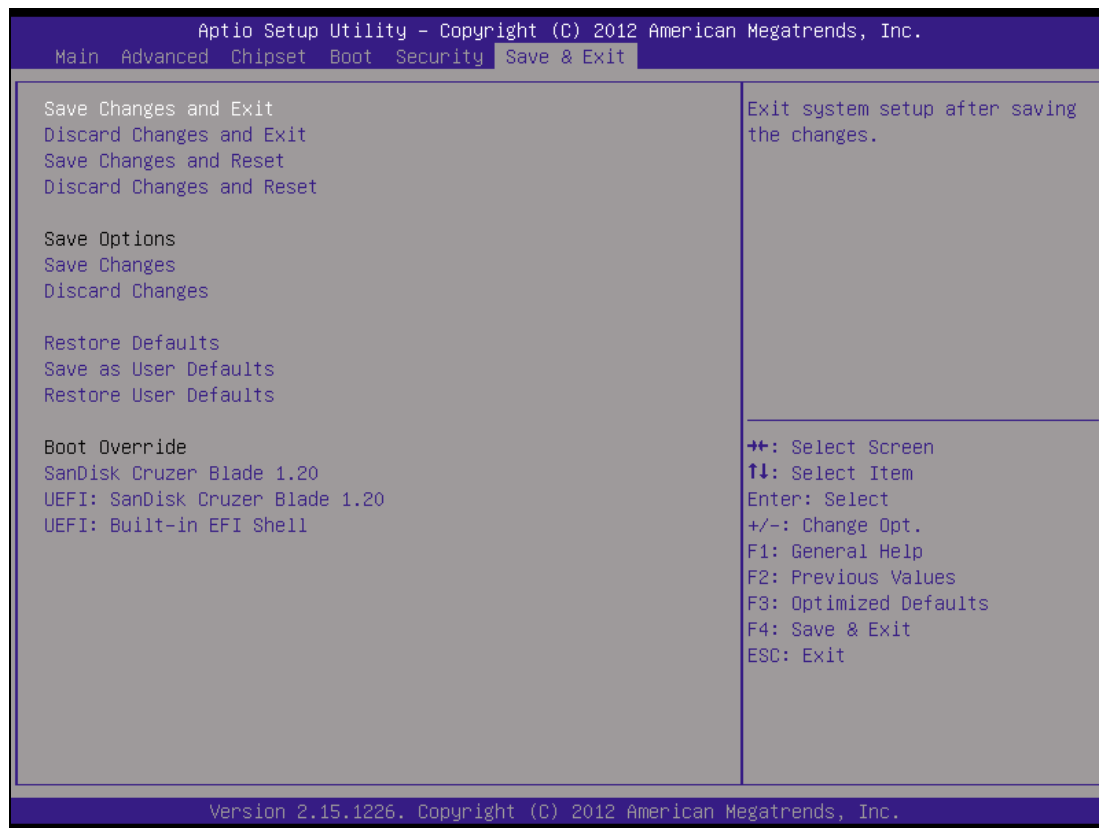 Aptio Setup Utility – Copyright (C) 2012 American Megatrends, Inc.
Main Advanced Chipset Boot Security Save & Exit
Save Changes and Exit
Discard Changes and Exit
Save Changes and Reset
Discard Changes and Reset
Save Options
Save Changes
Discard Changes
Restore Defaults
Save as User Defaults
Restore User Defaults
Boot Override
SanDisk Cruzer Blade 1.20
UEFI: SanDisk Cruzer Blade 1.20
UEFI: Built-in EFI Shell
Exit system setup after saving
the changes.
→←: Select Screen
↑↓: Select Item
Enter: Select
+/-: Change Opt.
F1: General Help
F2: Previous Values
F3: Optimized Defaults
F4: Save & Exit
ESC: Exit
Version 2.15.1226. Copyright (C) 2012 American Megatrends, Inc.